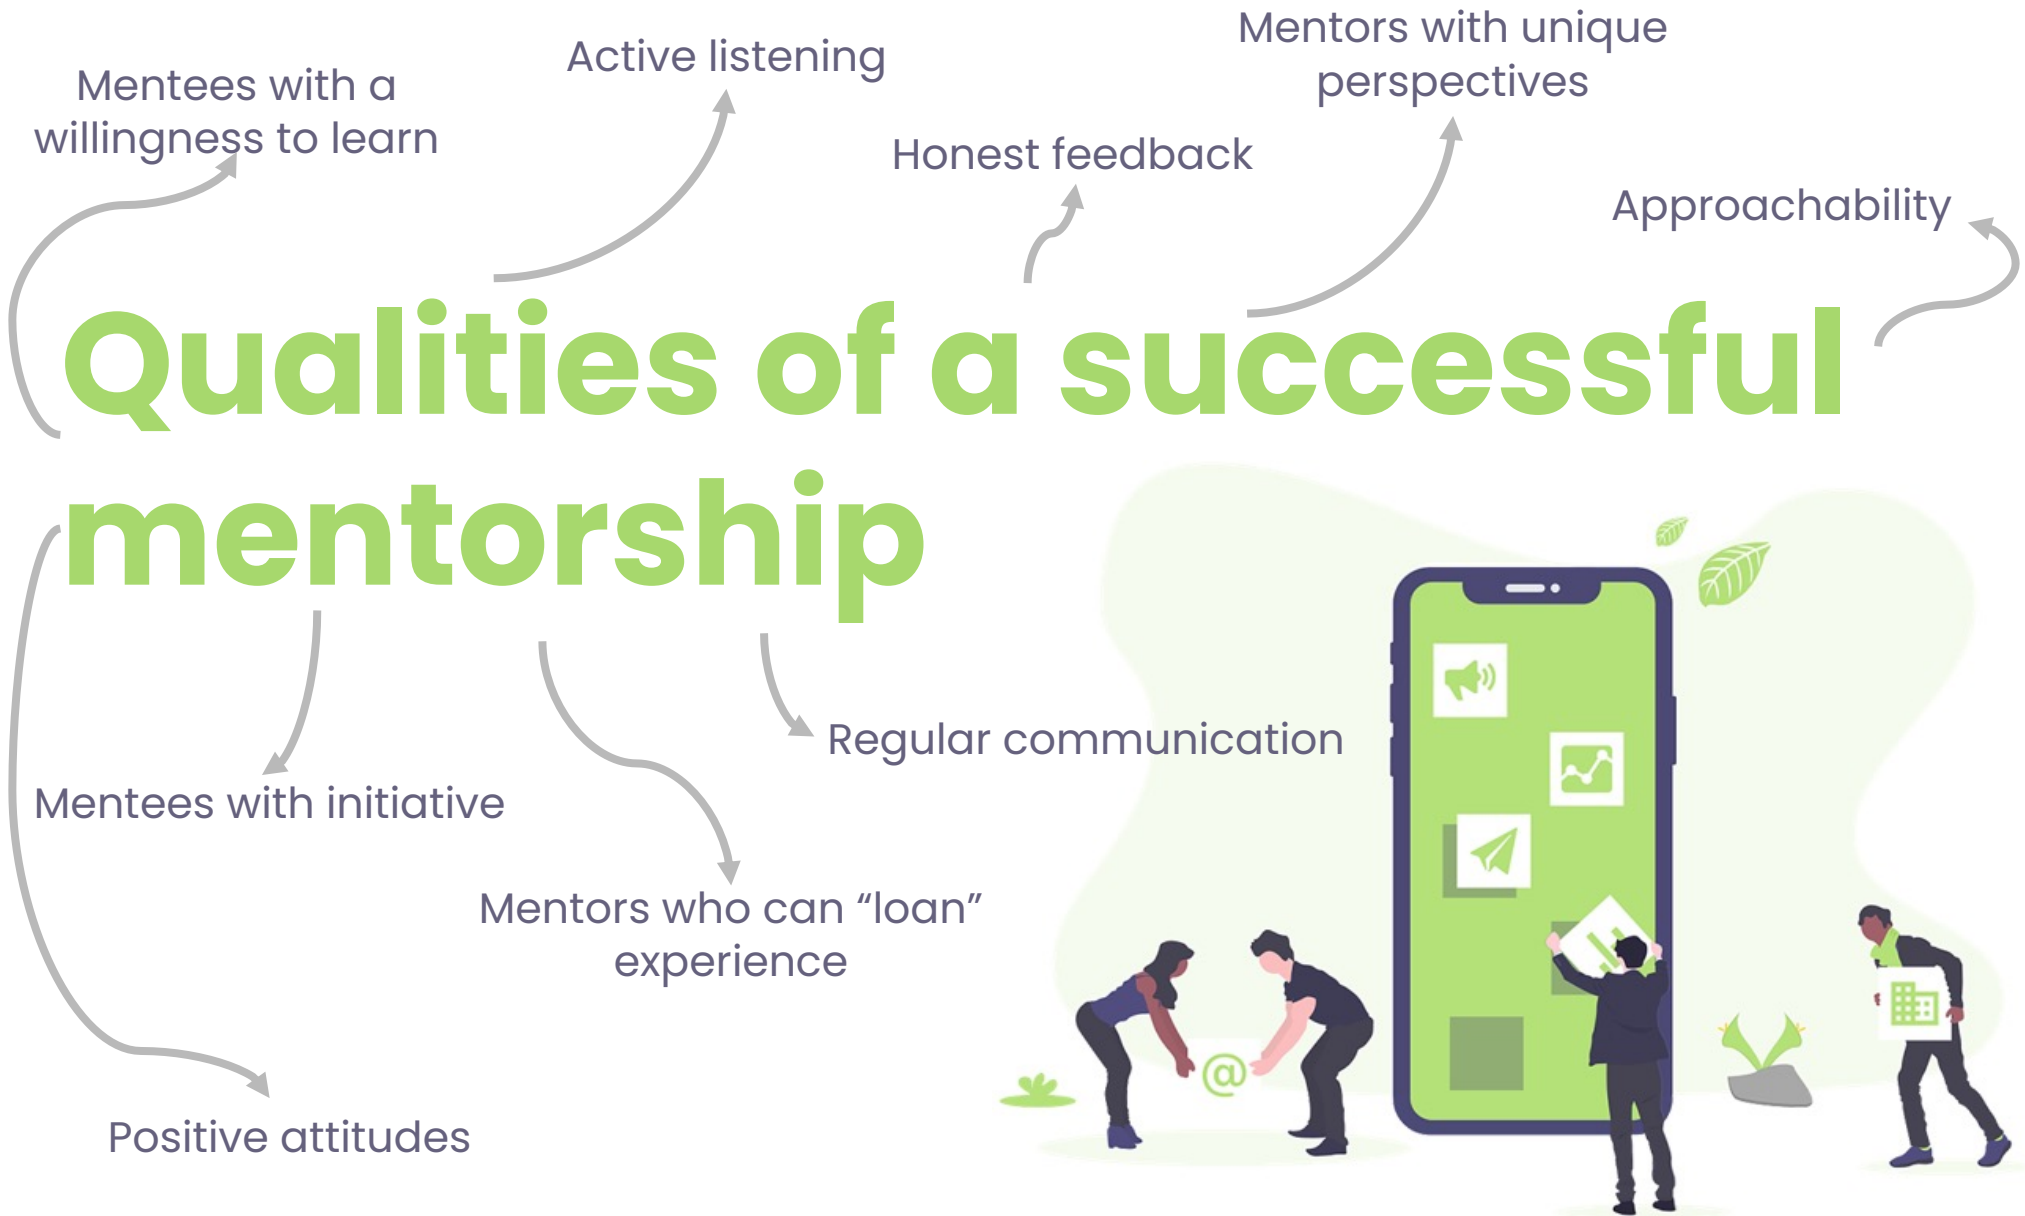 Mentors with unique
perspectives
Active listening
Mentees with a
willingness to learn
Honest feedback
Approachability
Qualities of a successful
mentorship
Regular communication
Mentees with initiative
Mentors who can “loan”
experience
@
Positive attitudes